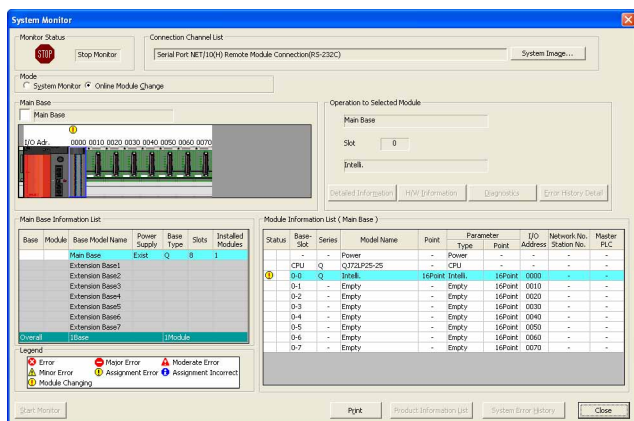 System Monitor
Monitor Status
STOP
Stop Monitor
Connection Channel List
Serial Port NET/10(H) Remote Module Connection(RS-232C)
System Image...
Mode
System Monitor Online Module Change
Main Base
Main Base
I/O Adr. 0000 0010 0020 0030 0040 0050 0060 0070
Operation to Selected Module
Main Base
Slot 0
Intelli.
Detailed Information H/W Information Diagnostics Error History Detail
Main Base Information List
Base Module Base Model Name Power Supply Base Type Slots Installed Modules
Main Base Exist Q 8 1
Extension Base1
Extension Base2
Extension Base3
Extension Base4
Extension Base5
Extension Base6
Extension Base7
Overall 1Base 1Module
Module Information List ( Main Base )
Status Base-Slot Series Model Name Point Parameter Type Point I/O Address Network No. Station No. Master PLC
- - Power - Power - - - -
CPU Q QJ72LP25-25 - CPU - - - -
0-0 Q Intelli. 16Point Intelli. 16Point 0000 - -
0-1 - Empty - Empty 16Point 0010 - -
0-2 - Empty - Empty 16Point 0020 - -
0-3 - Empty - Empty 16Point 0030 - -
0-4 - Empty - Empty 16Point 0040 - -
0-5 - Empty - Empty 16Point 0050 - -
0-6 - Empty - Empty 16Point 0060 - -
0-7 - Empty - Empty 16Point 0070 - -
Legend
Error Major Error Moderate Error
Minor Error Assignment Error Assignment Incorrect
Module Changing
Start Monitor Print Product Information List System Error History Close